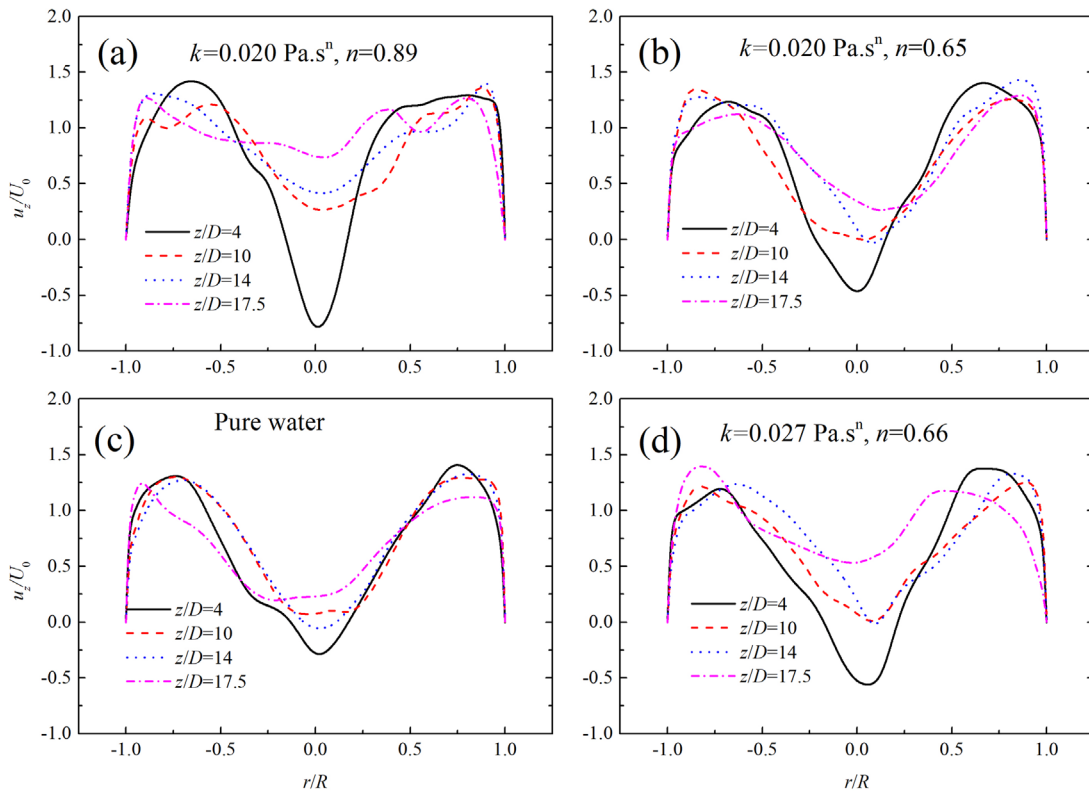 (a)
k=0.020 Pa.sⁿ, n=0.89
2.0
1.5
1.0
0.5
0.0
-0.5
-1.0
u_z/U_0
z/D=4
z/D=10
z/D=14
z/D=17.5
-1.0 -0.5 0.0 0.5 1.0
(b)
k=0.020 Pa.sⁿ, n=0.65
2.0
1.5
1.0
0.5
0.0
-0.5
-1.0
z/D=4
z/D=10
z/D=14
z/D=17.5
-1.0 -0.5 0.0 0.5 1.0
(c)
Pure water
2.0
1.5
1.0
0.5
0.0
-0.5
-1.0
u_z/U_0
z/D=4
z/D=10
z/D=14
z/D=17.5
-1.0 -0.5 0.0 0.5 1.0
r/R
(d)
k=0.027 Pa.sⁿ, n=0.66
2.0
1.5
1.0
0.5
0.0
-0.5
-1.0
z/D=4
z/D=10
z/D=14
z/D=17.5
-1.0 -0.5 0.0 0.5 1.0
r/R